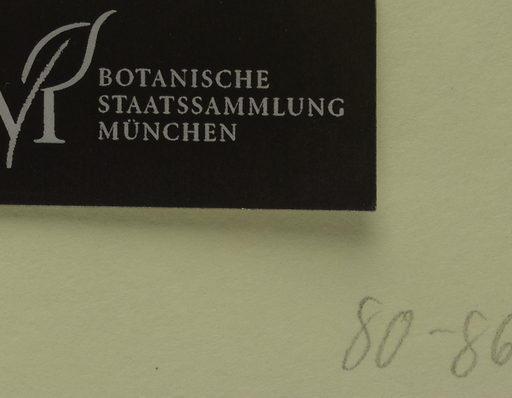 BOTANISCHE
STAATSSAMMLUNG
MÜNCHEN
80-86